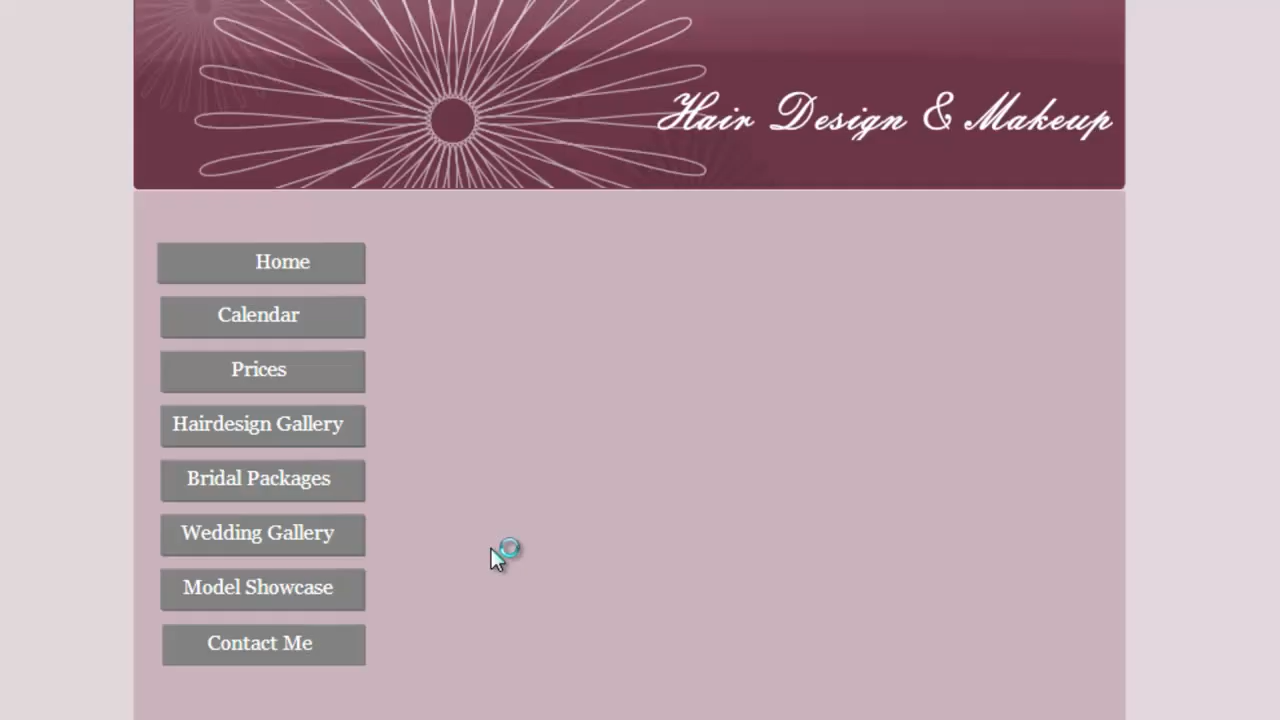 Hair Design & Makeup
Home
Calendar
Prices
Hairdesign Gallery
Bridal Packages
Wedding Gallery
Model Showcase
Contact Me